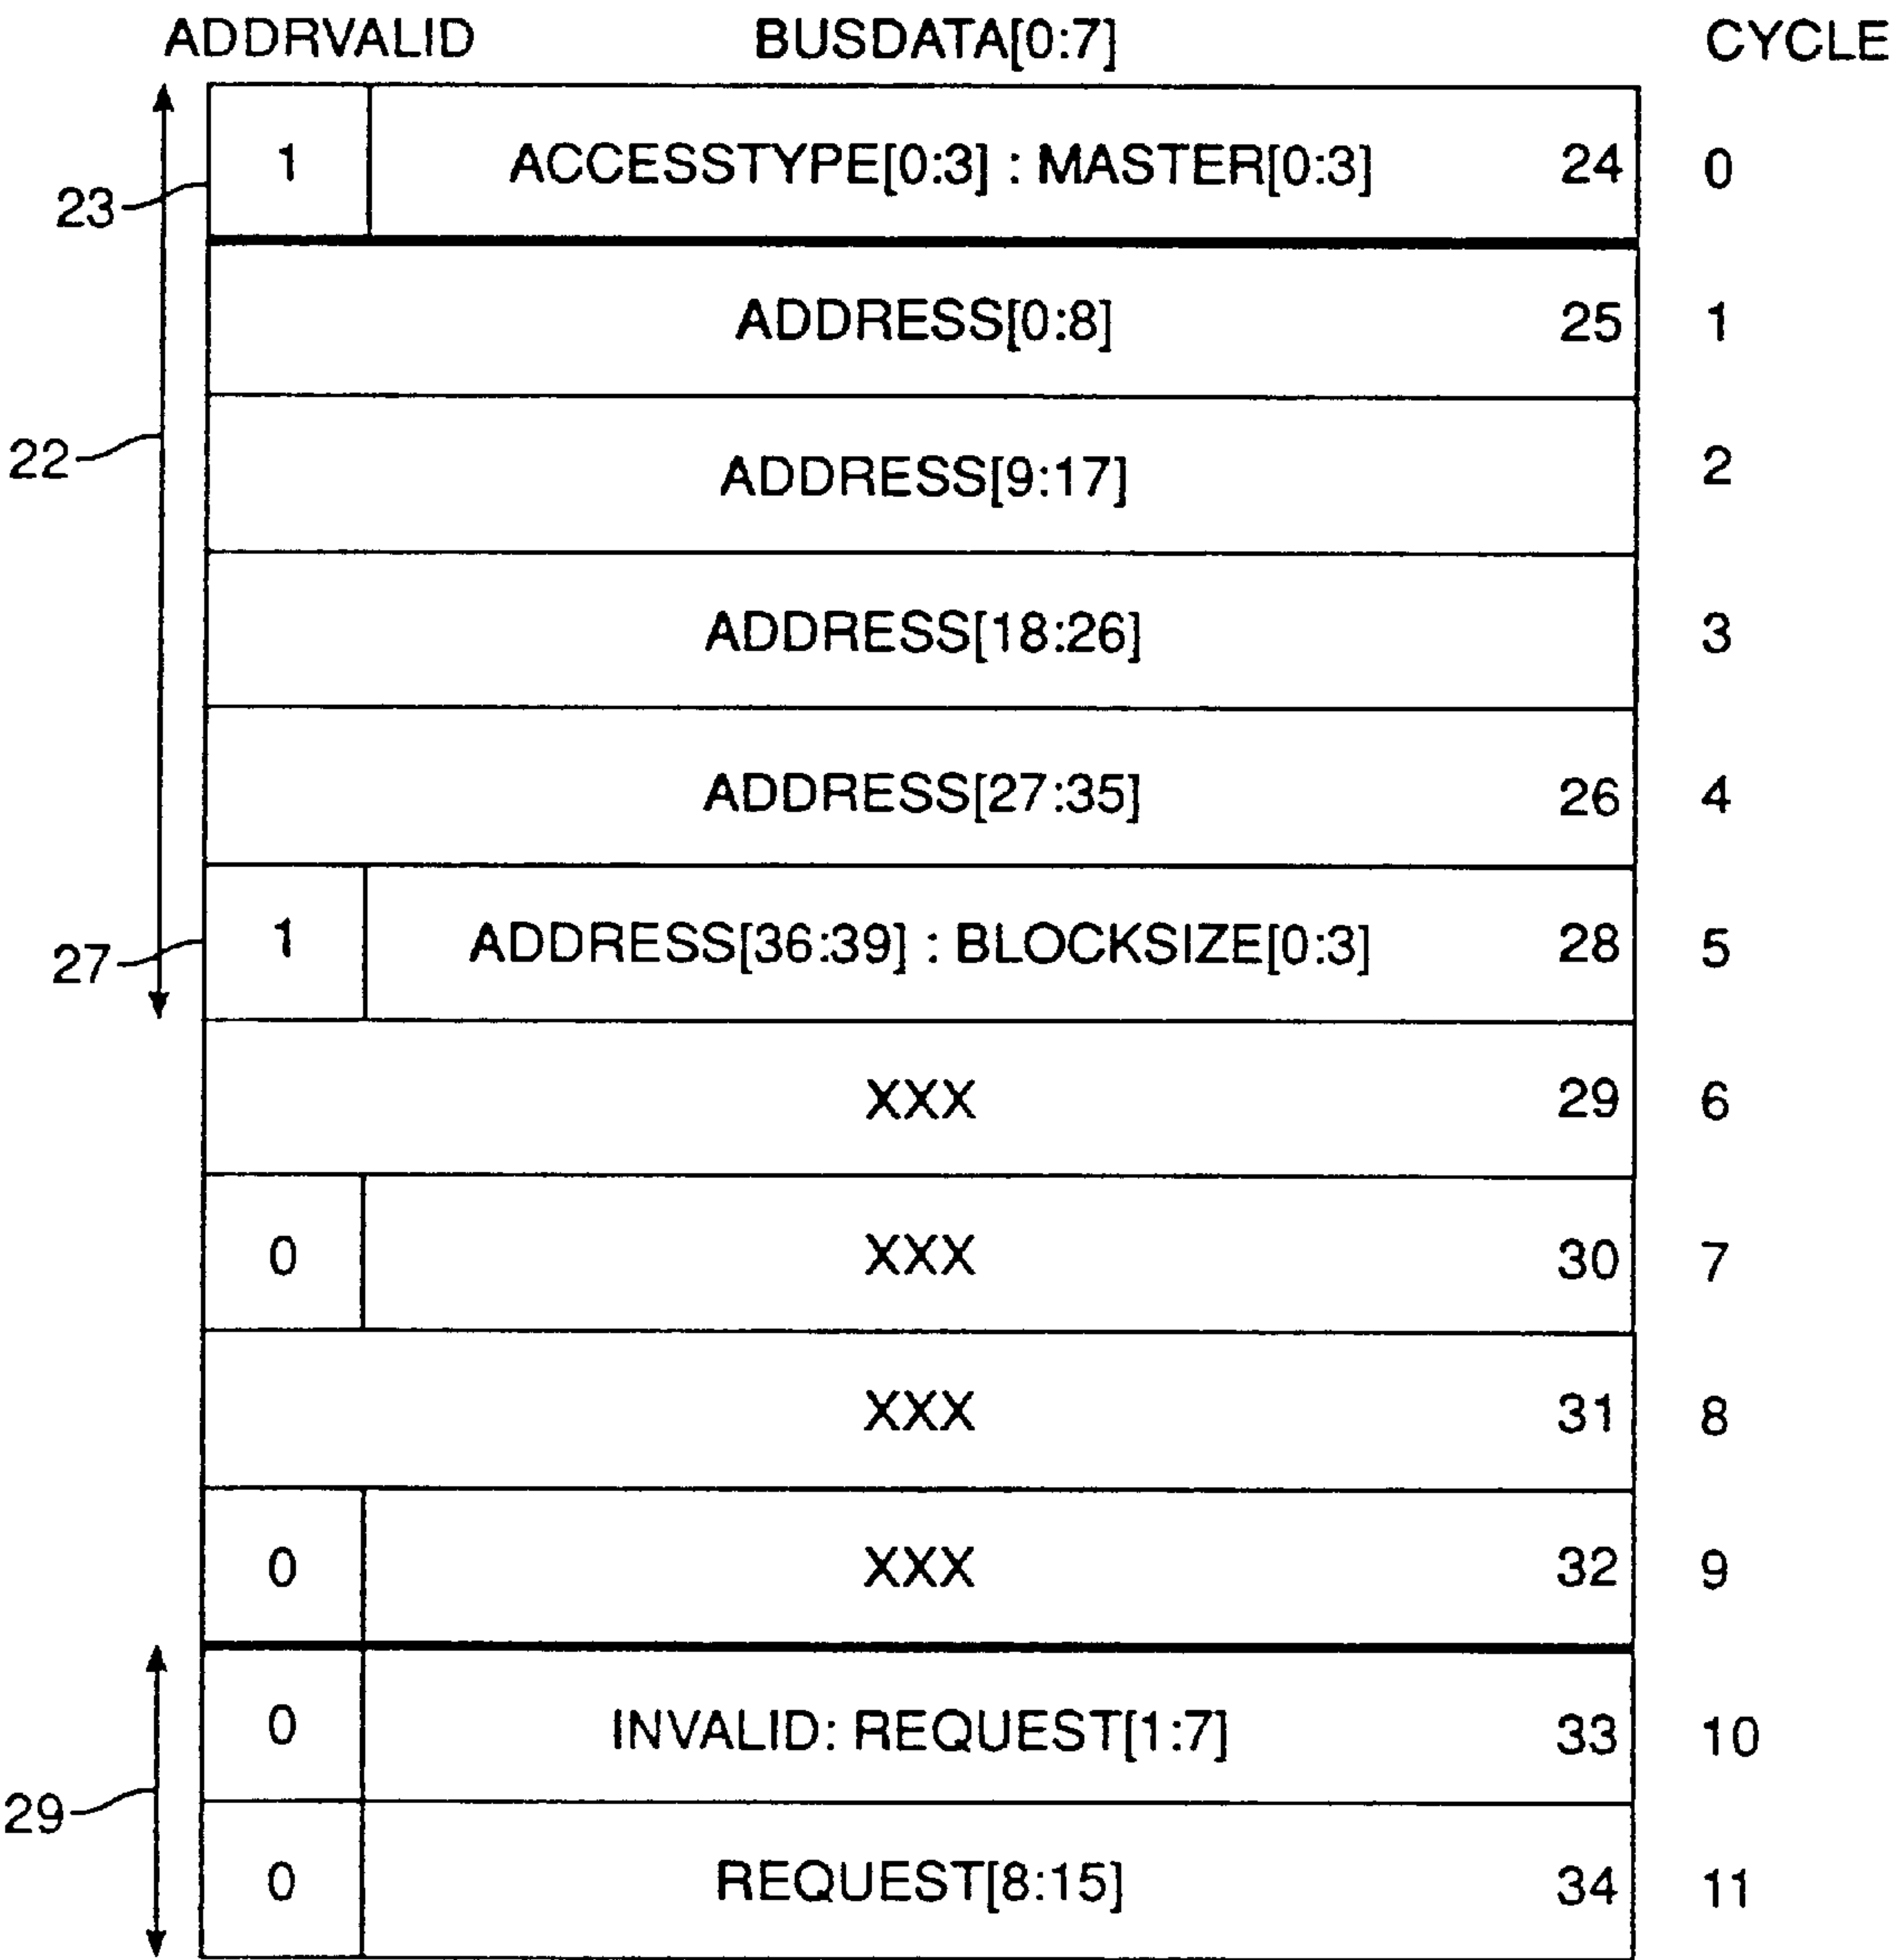 ADDRVALID BUSDATA[0:7] CYCLE
1 ACCESSTYPE[0:3] : MASTER[0:3] 24 0
23
ADDRESS[0:8] 25 1
22 ADDRESS[9:17] 2
ADDRESS[18:26] 3
ADDRESS[27:35] 26 4
27 1 ADDRESS[36:39] : BLOCKSIZE[0:3] 28 5
XXX 29 6
0 XXX 30 7
XXX 31 8
0 XXX 32 9
0 INVALID: REQUEST[1:7] 33 10
29
0 REQUEST[8:15] 34 11